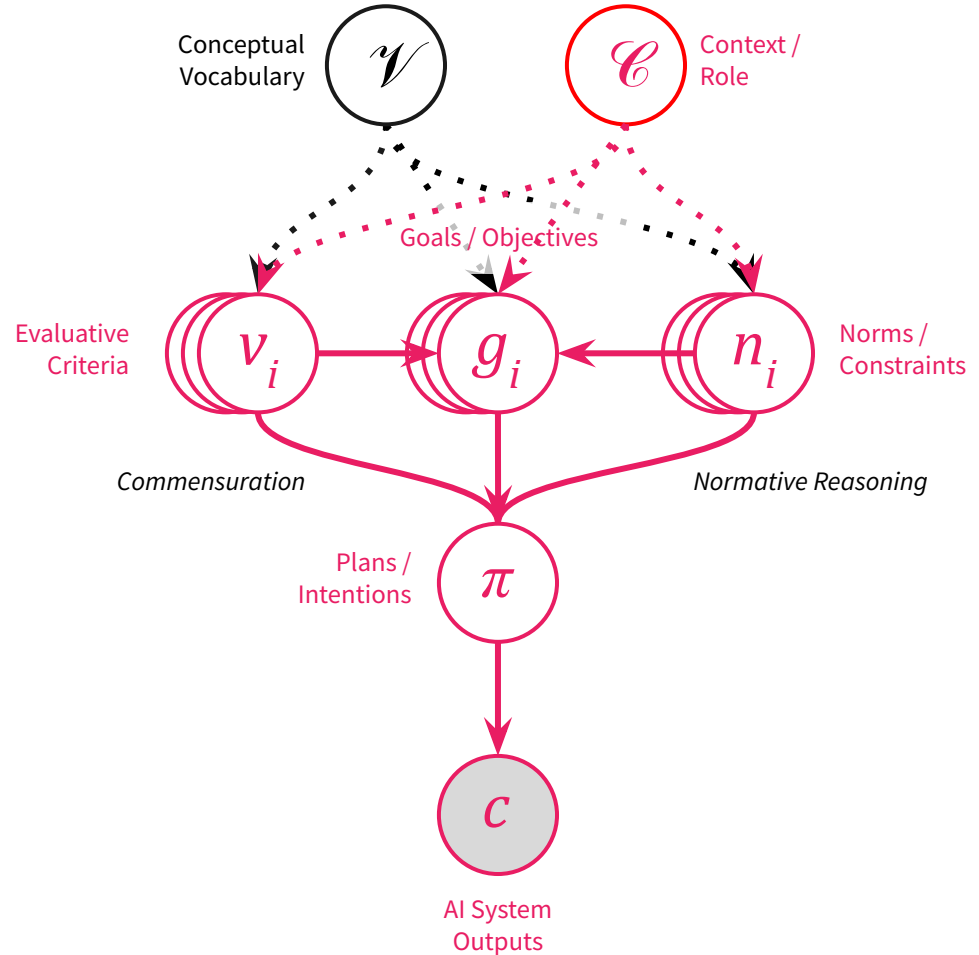 Conceptual
Vocabulary
𝒱
𝒞
Context /
Role
Goals / Objectives
Evaluative
Criteria
v_i
g_i
n_i
Norms /
Constraints
Commensuration
Normative Reasoning
Plans /
Intentions
π
c
AI System
Outputs